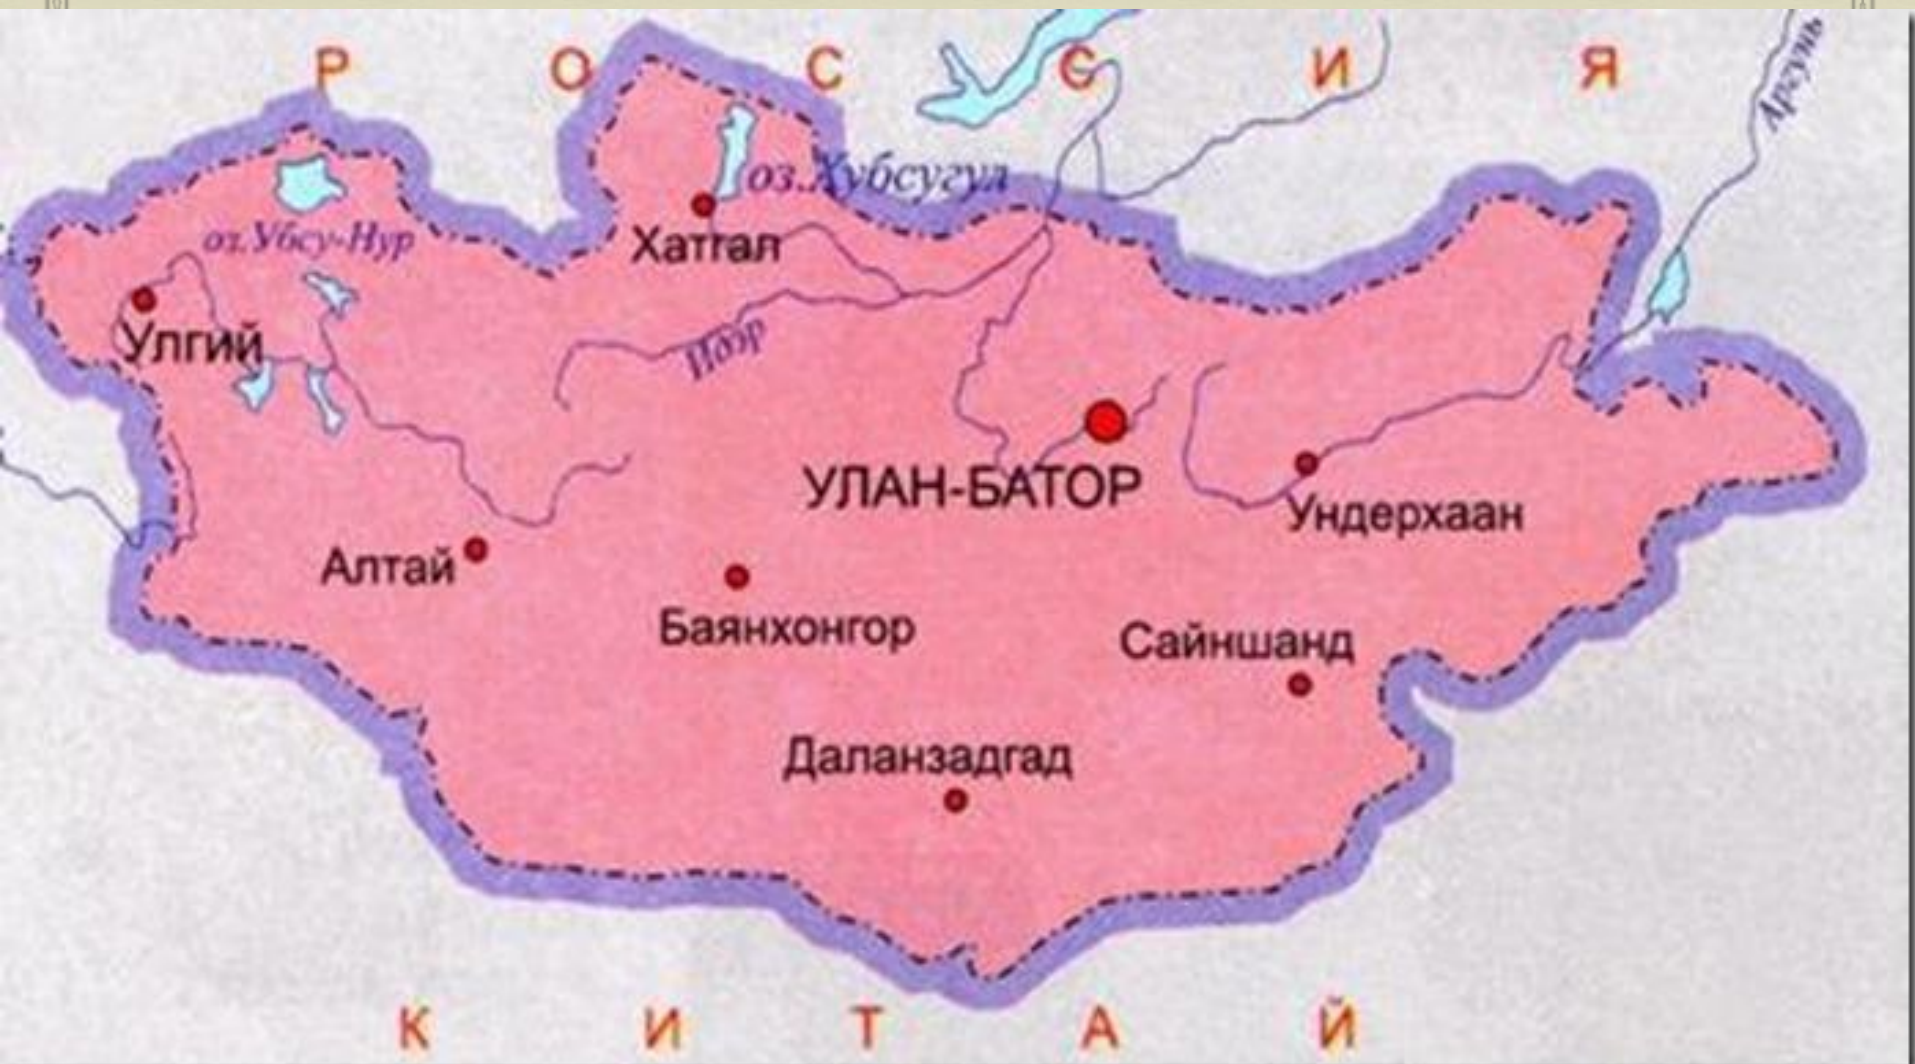 Р О С С И Я
Аргунь
оз.Хубсугул
оз.Убсу-Нур
Хатгал
Улгий
Идэр
УЛАН-БАТОР
Ундерхаан
Алтай
Баянхонгор
Сайншанд
Даланзадгад
К И Т А Й